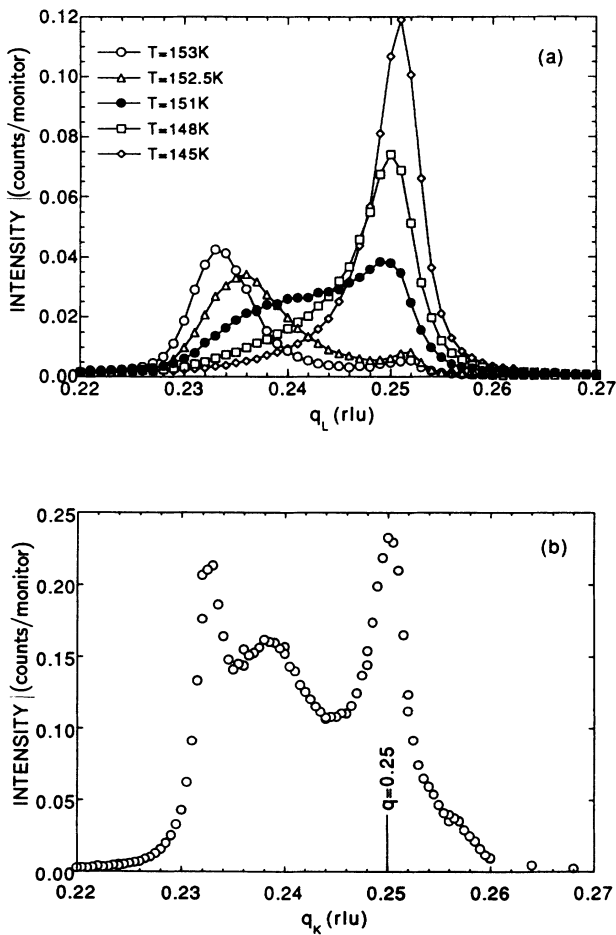 0.12
0.10
0.08
0.06
0.04
0.02
0.00
INTENSITY (counts/monitor)
T=153K
T=152.5K
T=151K
T=148K
T=145K
(a)
0.22 0.23 0.24 0.25 0.26 0.27
qL (rlu)
0.25
0.20
0.15
0.10
0.05
0.00
INTENSITY (counts/monitor)
(b)
q=0.25
0.22 0.23 0.24 0.25 0.26 0.27
qK (rlu)